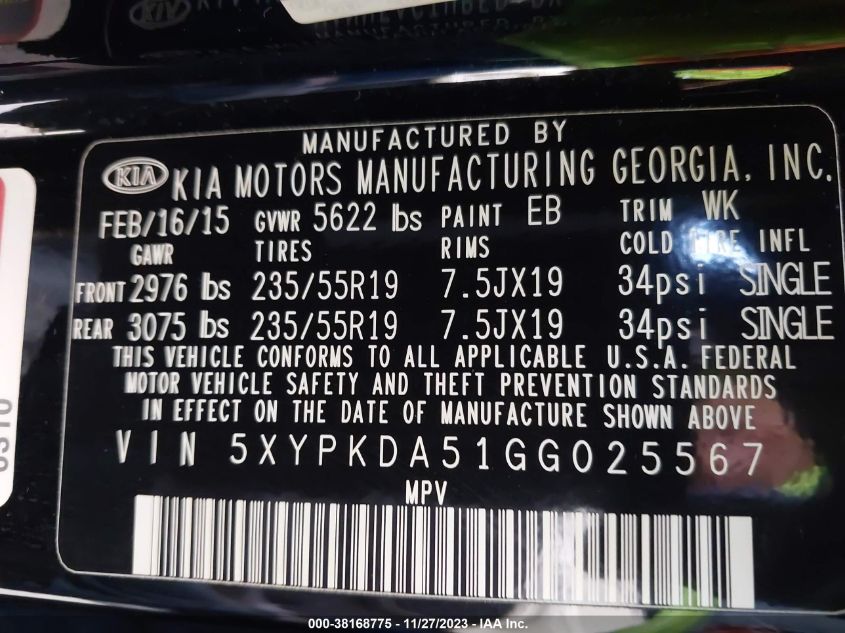 MANUFACTURED BY
KIA KIA MOTORS MANUFACTURING GEORGIA, INC.
FEB/16/15 GVWR 5622 lbs PAINT EB TRIM WK
GAWR TIRES RIMS COLD TIRE INFL
FRONT 2976 lbs 235/55R19 7.5JX19 34psi SINGLE
REAR 3075 lbs 235/55R19 7.5JX19 34psi SINGLE
THIS VEHICLE CONFORMS TO ALL APPLICABLE U.S.A. FEDERAL
MOTOR VEHICLE SAFETY AND THEFT PREVENTION STANDARDS
IN EFFECT ON THE DATE OF MANUFACTURE SHOWN ABOVE
VIN 5XYPKDA51GG025567
MPV
000-38168775 - 11/27/2023 - IAA Inc.